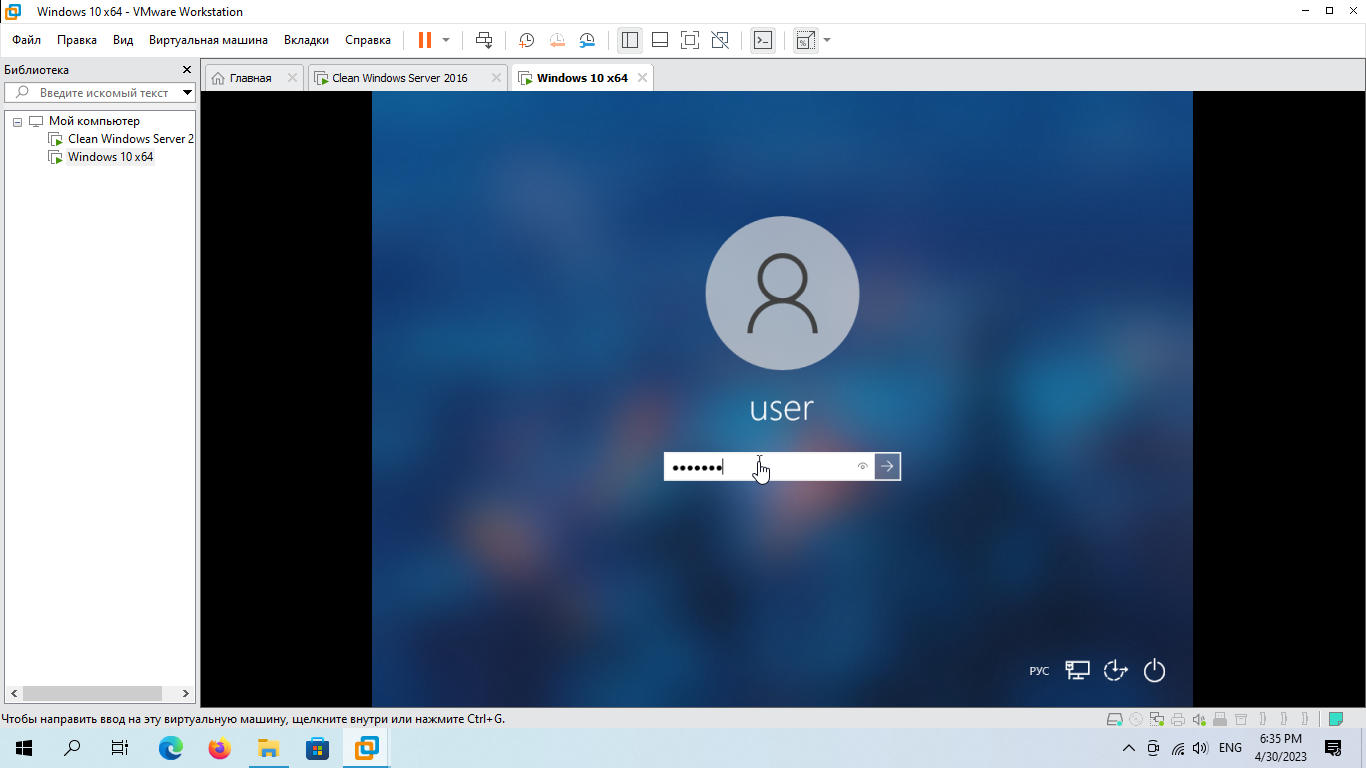 Windows 10 x64 - VMware Workstation
Файл Правка Вид Виртуальная машина Вкладки Справка
Библиотека
Введите искомый текст
Мой компьютер
Clean Windows Server 2
Windows 10 x64
Главная
Clean Windows Server 2016
Windows 10 x64
user
РУС
Чтобы направить ввод на эту виртуальную машину, щелкните внутри или нажмите Ctrl+G.
ENG
6:35 PM
4/30/2023